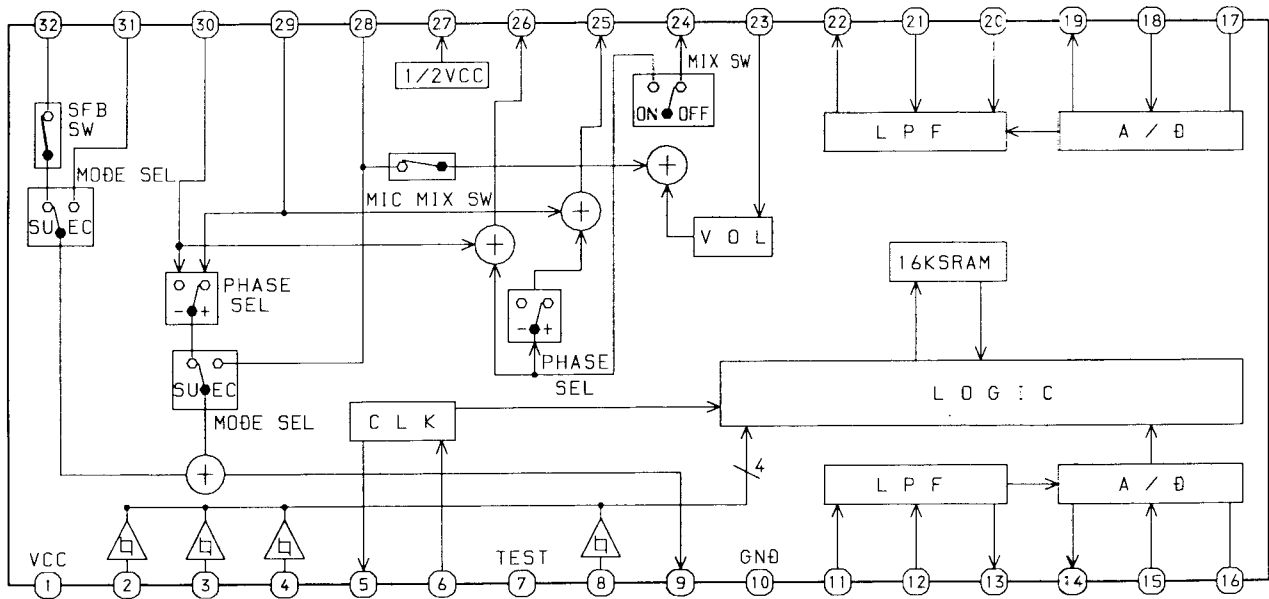 32 31 30 29 28 27 26 25 24 23 22 21 20 19 18 17
MIX SW
1/2VCC
SFB
SW
ON OFF
LPF
A/Đ
MOĐE SEL
MIC MIX SW
SU EC
VOL
16KSRAM
PHASE
SEL
- +
- +
PHASE
SEL
SU EC
LOGIC
MOĐE SEL
CLK
4
LPF
A/Đ
VCC
TEST
GNĐ
1 2 3 4 5 6 7 8 9 10 11 12 13 14 15 16